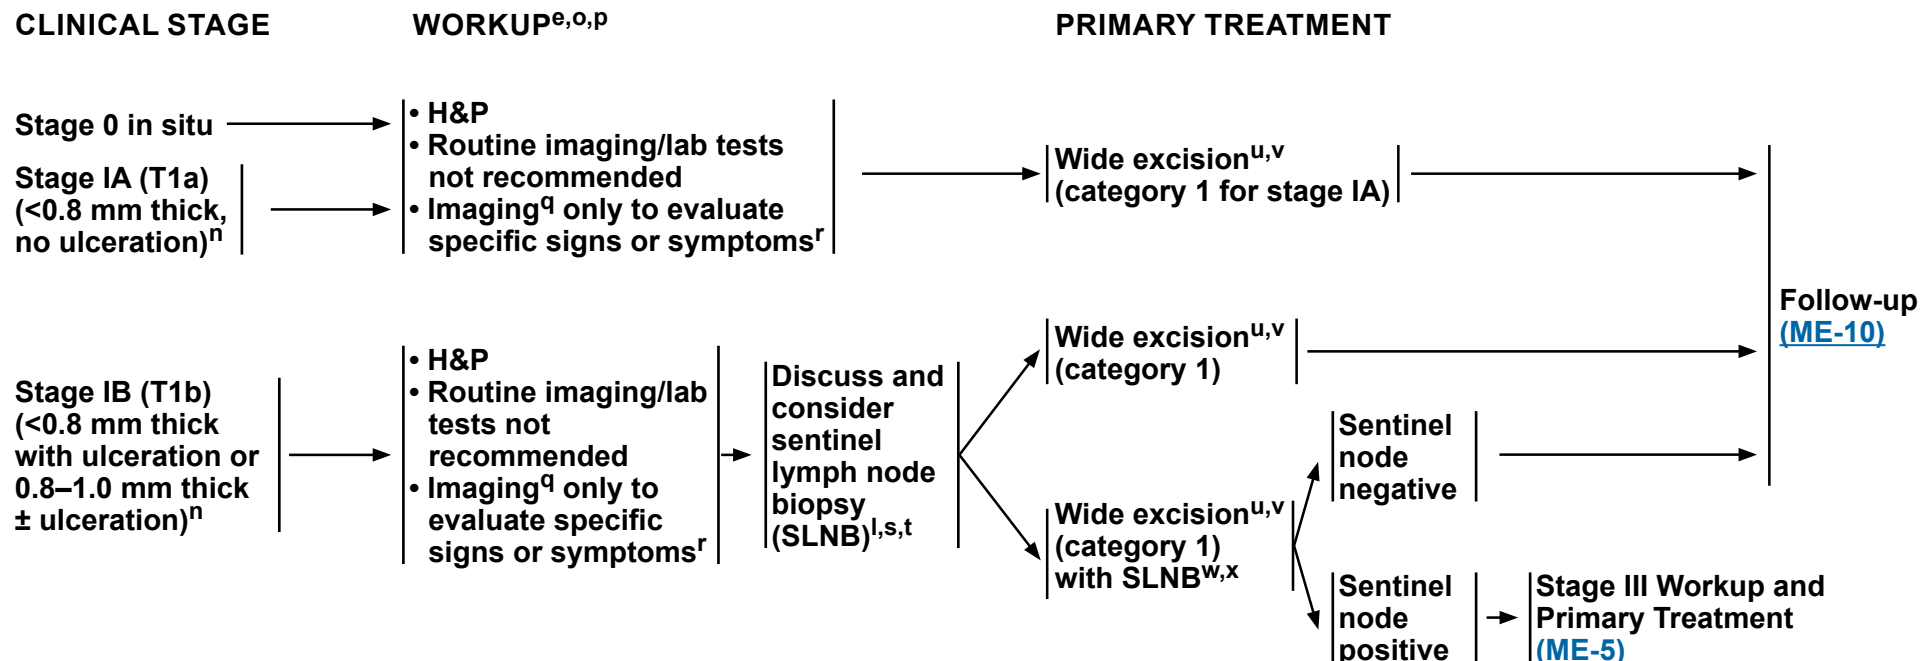 CLINICAL STAGE
WORKUPe,o,p
PRIMARY TREATMENT
Stage 0 in situ
Stage IA (T1a)
(<0.8 mm thick,
no ulceration)n
• H&P
• Routine imaging/lab tests
not recommended
• Imagingq only to evaluate
specific signs or symptomsr
Wide excisionu,v
(category 1 for stage IA)
Stage IB (T1b)
(<0.8 mm thick
with ulceration or
0.8–1.0 mm thick
± ulceration)n
• H&P
• Routine imaging/lab
tests not
recommended
• Imagingq only to
evaluate specific
signs or symptomsr
Discuss and
consider
sentinel
lymph node
biopsy
(SLNB)l,s,t
Wide excisionu,v
(category 1)
Wide excisionu,v
(category 1)
with SLNBw,x
Sentinel
node
negative
Sentinel
node
positive
Stage III Workup and
Primary Treatment
(ME-5)
Follow-up
(ME-10)